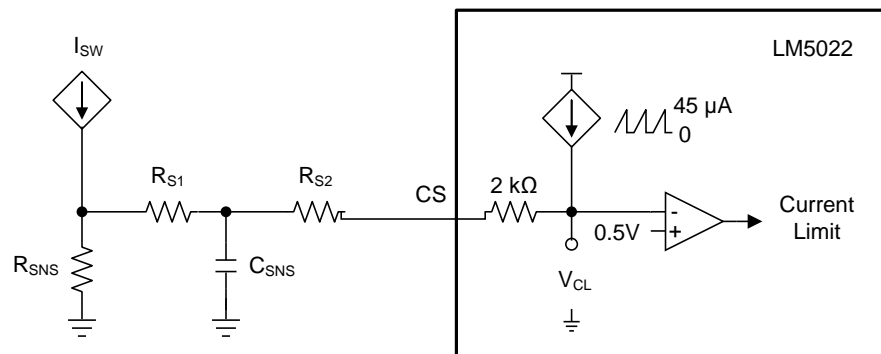 LM5022
I_SW
45 µA
0
R_S1
R_S2
CS
2 kΩ
-
+
0.5V
Current
Limit
R_SNS
C_SNS
V_CL